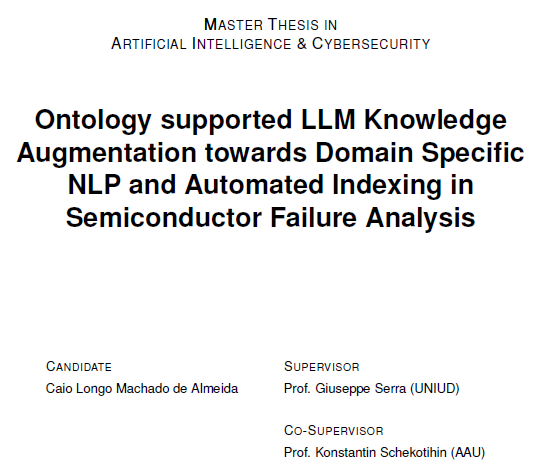 MASTER THESIS IN
ARTIFICIAL INTELLIGENCE & CYBERSECURITY
Ontology supported LLM Knowledge
Augmentation towards Domain Specific
NLP and Automated Indexing in
Semiconductor Failure Analysis
CANDIDATE
Caio Longo Machado de Almeida
SUPERVISOR
Prof. Giuseppe Serra (UNIUD)
CO-SUPERVISOR
Prof. Konstantin Schekotihin (AAU)